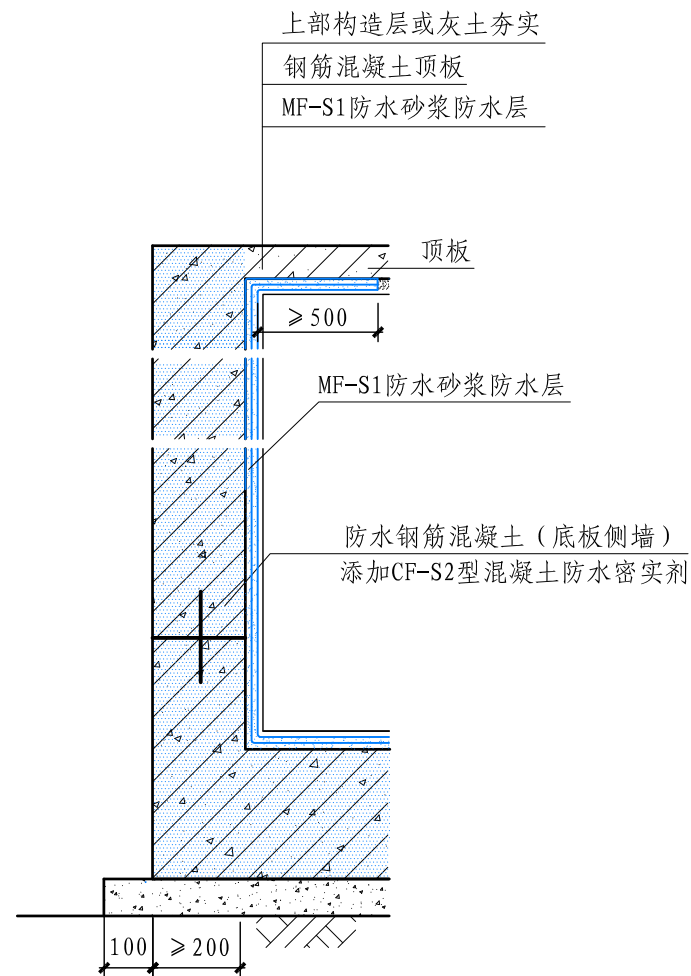 上部构造层或灰土夯实
钢筋混凝土顶板
MF-S1防水砂浆防水层
顶板
≥500
MF-S1防水砂浆防水层
防水钢筋混凝土（底板侧墙）
添加CF-S2型混凝土防水密实剂
100
≥200